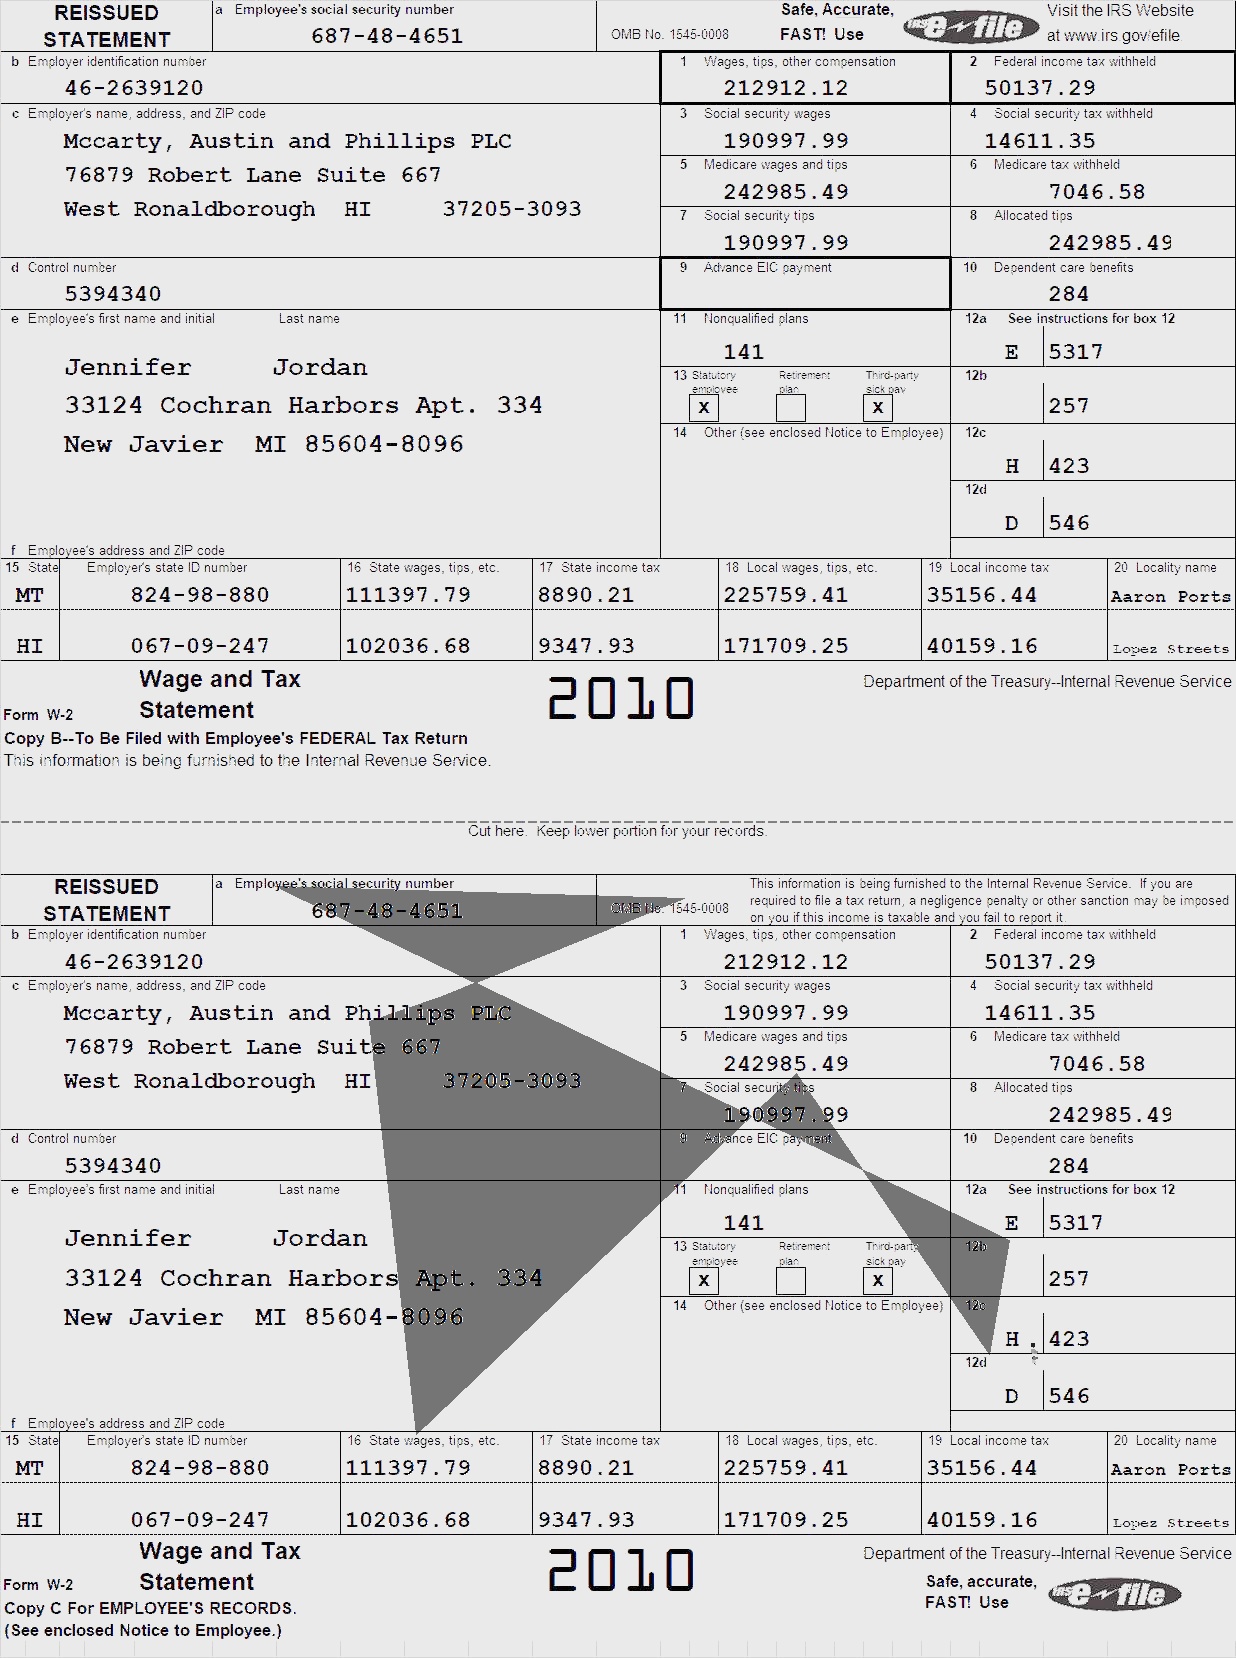 REISSUED STATEMENT
a Employee's social security number
687-48-4651
OMB No. 1545-0008
Safe, Accurate, FAST! Use
IRS e-file
Visit the IRS Website at www.irs.gov/efile
b Employer identification number
46-2639120
1 Wages, tips, other compensation
212912.12
2 Federal income tax withheld
50137.29
c Employer's name, address, and ZIP code
Mccarty, Austin and Phillips PLC
76879 Robert Lane Suite 667
West Ronaldborough HI 37205-3093
3 Social security wages
190997.99
4 Social security tax withheld
14611.35
5 Medicare wages and tips
242985.49
6 Medicare tax withheld
7046.58
7 Social security tips
190997.99
8 Allocated tips
242985.49
d Control number
5394340
9 Advance EIC payment
10 Dependent care benefits
284
e Employee's first name and initial Last name
Jennifer Jordan
33124 Cochran Harbors Apt. 334
New Javier MI 85604-8096
11 Nonqualified plans
141
12a See instructions for box 12
E 5317
13 Statutory employee Retirement plan Third-party sick pay
X X
12b
257
14 Other (see enclosed Notice to Employee)
12c
H 423
12d
D 546
f Employee's address and ZIP code
15 State Employer's state ID number 16 State wages, tips, etc. 17 State income tax 18 Local wages, tips, etc. 19 Local income tax 20 Locality name
MT 824-98-880 111397.79 8890.21 225759.41 35156.44 Aaron Ports
HI 067-09-247 102036.68 9347.93 171709.25 40159.16 Lopez Streets
Form W-2 Wage and Tax Statement
2010
Department of the Treasury--Internal Revenue Service
Copy B--To Be Filed with Employee's FEDERAL Tax Return
This information is being furnished to the Internal Revenue Service.
Cut here. Keep lower portion for your records.
REISSUED STATEMENT
a Employee's social security number
687-48-4651
OMB No. 1545-0008
This information is being furnished to the Internal Revenue Service. If you are
required to file a tax return, a negligence penalty or other sanction may be imposed
on you if this income is taxable and you fail to report it.
b Employer identification number
46-2639120
1 Wages, tips, other compensation
212912.12
2 Federal income tax withheld
50137.29
c Employer's name, address, and ZIP code
Mccarty, Austin and Phillips PLC
76879 Robert Lane Suite 667
West Ronaldborough HI 37205-3093
3 Social security wages
190997.99
4 Social security tax withheld
14611.35
5 Medicare wages and tips
242985.49
6 Medicare tax withheld
7046.58
7 Social security tips
190997.99
8 Allocated tips
242985.49
d Control number
5394340
9 Advance EIC payment
10 Dependent care benefits
284
e Employee's first name and initial Last name
Jennifer Jordan
33124 Cochran Harbors Apt. 334
New Javier MI 85604-8096
11 Nonqualified plans
141
12a See instructions for box 12
E 5317
13 Statutory employee Retirement plan Third-party sick pay
X X
12b
257
14 Other (see enclosed Notice to Employee)
12c
H 423
12d
D 546
f Employee's address and ZIP code
15 State Employer's state ID number 16 State wages, tips, etc. 17 State income tax 18 Local wages, tips, etc. 19 Local income tax 20 Locality name
MT 824-98-880 111397.79 8890.21 225759.41 35156.44 Aaron Ports
HI 067-09-247 102036.68 9347.93 171709.25 40159.16 Lopez Streets
Form W-2 Wage and Tax Statement
2010
Department of the Treasury--Internal Revenue Service
Safe, accurate, FAST! Use
IRS e-file
Copy C For EMPLOYEE'S RECORDS.
(See enclosed Notice to Employee.)